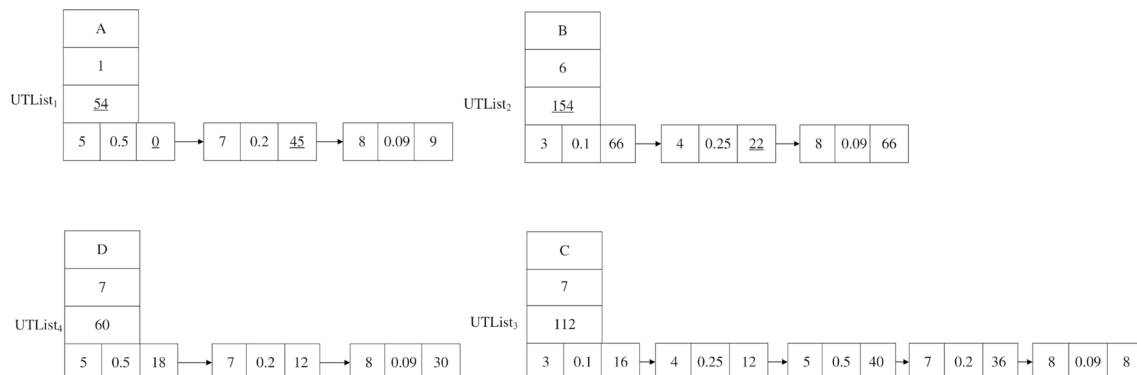 A
1
UTList₁
54
5 0.5 0 7 0.2 45 8 0.09 9
B
6
UTList₂
154
3 0.1 66 4 0.25 22 8 0.09 66
D
7
UTList₄
60
5 0.5 18 7 0.2 12 8 0.09 30
C
7
UTList₃
112
3 0.1 16 4 0.25 12 5 0.5 40 7 0.2 36 8 0.09 8